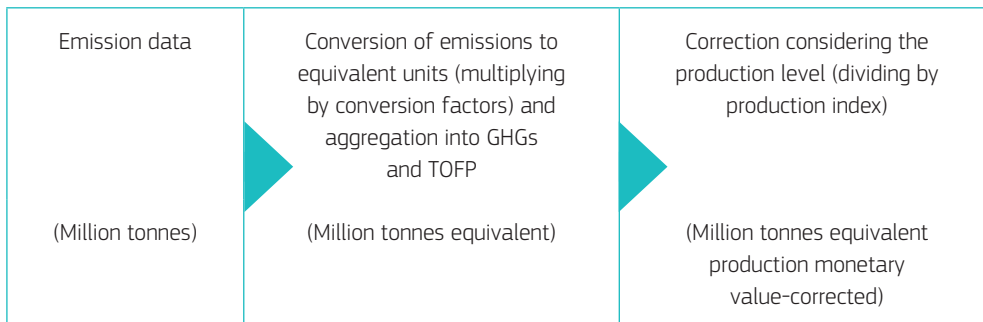 Emission data
(Million tonnes)
Conversion of emissions to
equivalent units (multiplying
by conversion factors) and
aggregation into GHGs
and TOFP
(Million tonnes equivalent)
Correction considering the
production level (dividing by
production index)
(Million tonnes equivalent
production monetary
value-corrected)